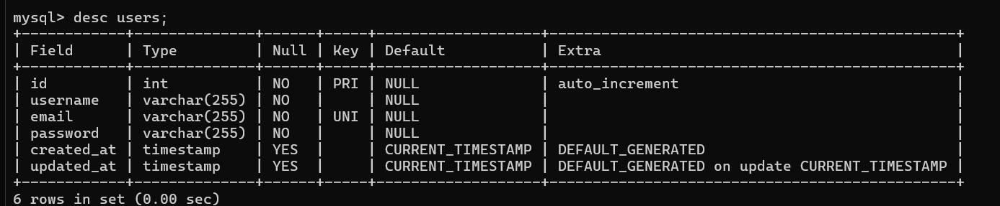 mysql> desc users;
+------------+--------------+------+-----+-------------------+-----------------------------------------------+
| Field      | Type         | Null | Key | Default           | Extra                                         |
+------------+--------------+------+-----+-------------------+-----------------------------------------------+
| id         | int          | NO   | PRI | NULL              | auto_increment                                |
| username   | varchar(255) | NO   |     | NULL              |                                               |
| email      | varchar(255) | NO   | UNI | NULL              |                                               |
| password   | varchar(255) | NO   |     | NULL              |                                               |
| created_at | timestamp    | YES  |     | CURRENT_TIMESTAMP | DEFAULT_GENERATED                             |
| updated_at | timestamp    | YES  |     | CURRENT_TIMESTAMP | DEFAULT_GENERATED on update CURRENT_TIMESTAMP |
+------------+--------------+------+-----+-------------------+-----------------------------------------------+
6 rows in set (0.00 sec)